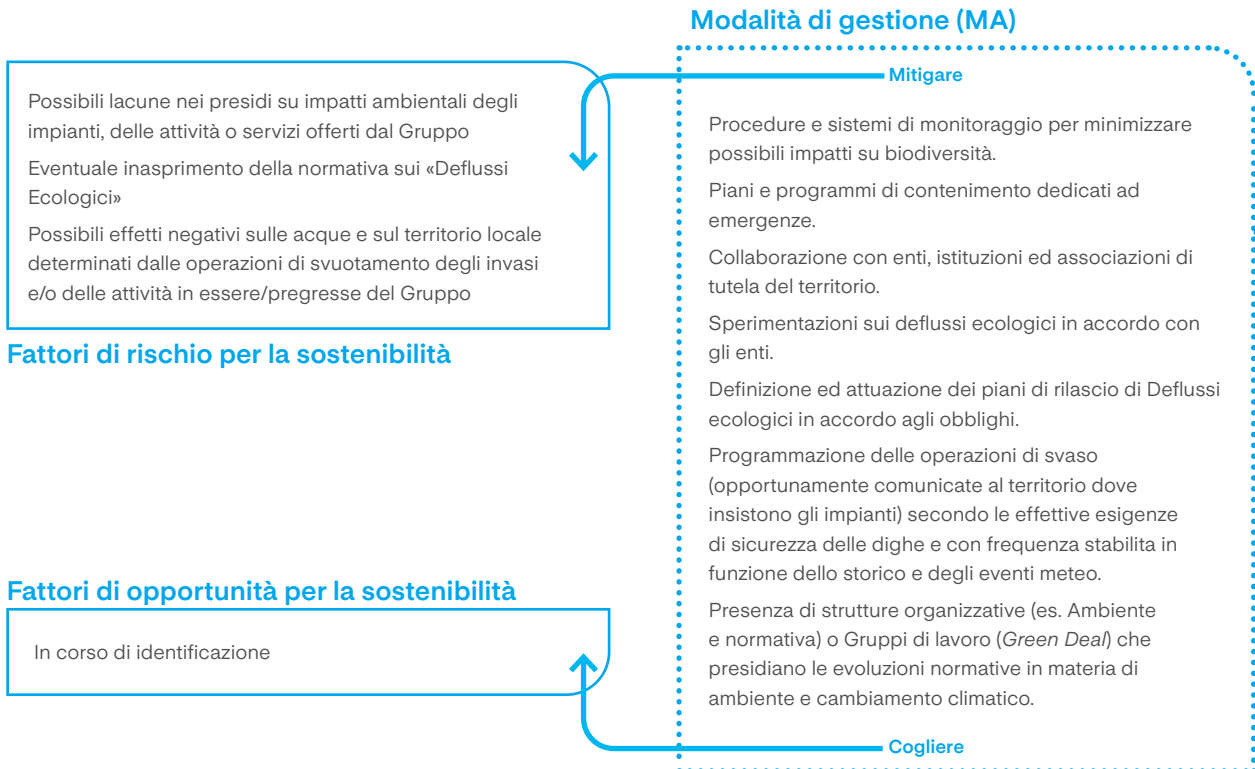 Modalità di gestione (MA)
Mitigare
Possibili lacune nei presidi su impatti ambientali degli
impianti, delle attività o servizi offerti dal Gruppo
Eventuale inasprimento della normativa sui «Deflussi
Ecologici»
Possibili effetti negativi sulle acque e sul territorio locale
determinati dalle operazioni di svuotamento degli invasi
e/o delle attività in essere/pregresse del Gruppo
Fattori di rischio per la sostenibilità
Procedure e sistemi di monitoraggio per minimizzare
possibili impatti su biodiversità.
Piani e programmi di contenimento dedicati ad
emergenze.
Collaborazione con enti, istituzioni ed associazioni di
tutela del territorio.
Sperimentazioni sui deflussi ecologici in accordo con
gli enti.
Definizione ed attuazione dei piani di rilascio di Deflussi
ecologici in accordo agli obblighi.
Programmazione delle operazioni di svaso
(opportunamente comunicate al territorio dove
insistono gli impianti) secondo le effettive esigenze
di sicurezza delle dighe e con frequenza stabilita in
funzione dello storico e degli eventi meteo.
Presenza di strutture organizzative (es. Ambiente
e normativa) o Gruppi di lavoro (Green Deal) che
presidiano le evoluzioni normative in materia di
ambiente e cambiamento climatico.
Fattori di opportunità per la sostenibilità
In corso di identificazione
Cogliere